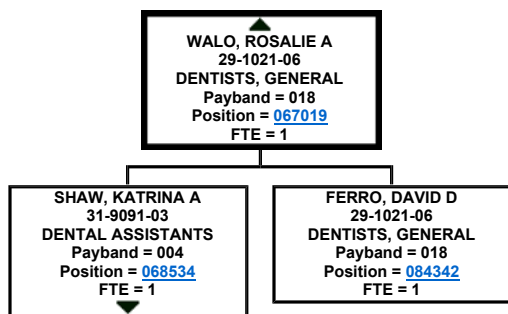 WALO, ROSALIE A
29-1021-06
DENTISTS, GENERAL
Payband = 018
Position = 067019
FTE = 1
SHAW, KATRINA A
31-9091-03
DENTAL ASSISTANTS
Payband = 004
Position = 068534
FTE = 1
FERRO, DAVID D
29-1021-06
DENTISTS, GENERAL
Payband = 018
Position = 084342
FTE = 1